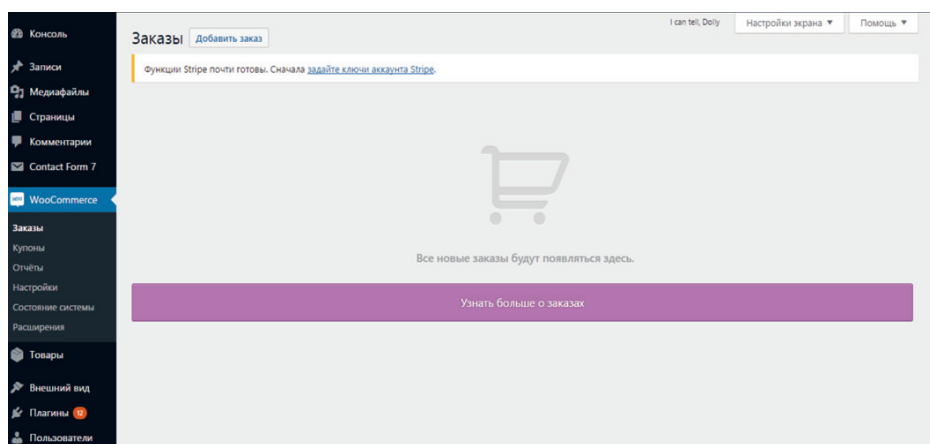 Консоль
Записи
Медиафайлы
Страницы
Комментарии
Contact Form 7
WooCommerce
Заказы
Купоны
Отчёты
Настройки
Состояние системы
Расширения
Товары
Внешний вид
Плагины 12
Пользователи
I can tell, Dolly
Настройки экрана ▼
Помощь ▼
Заказы Добавить заказ
Функции Stripe почти готовы. Сначала задайте ключи аккаунта Stripe.
Все новые заказы будут появляться здесь.
Узнать больше о заказах